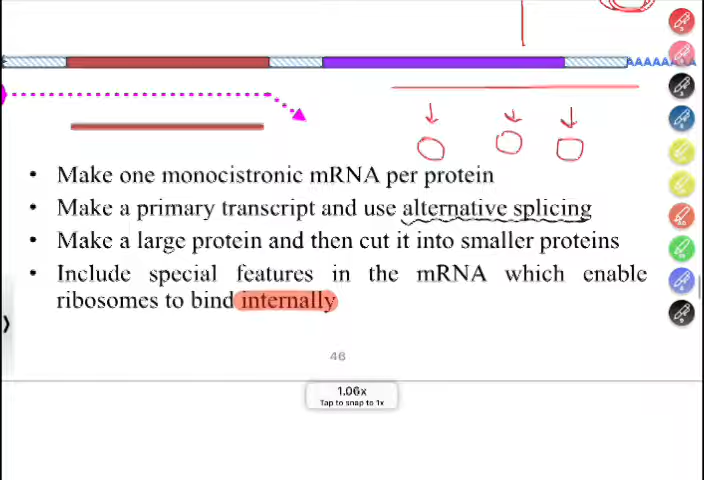 AAAAAAA
• Make one monocistronic mRNA per protein
• Make a primary transcript and use alternative splicing
• Make a large protein and then cut it into smaller proteins
• Include special features in the mRNA which enable
ribosomes to bind internally
46
1.06x
Tap to snap to 1x